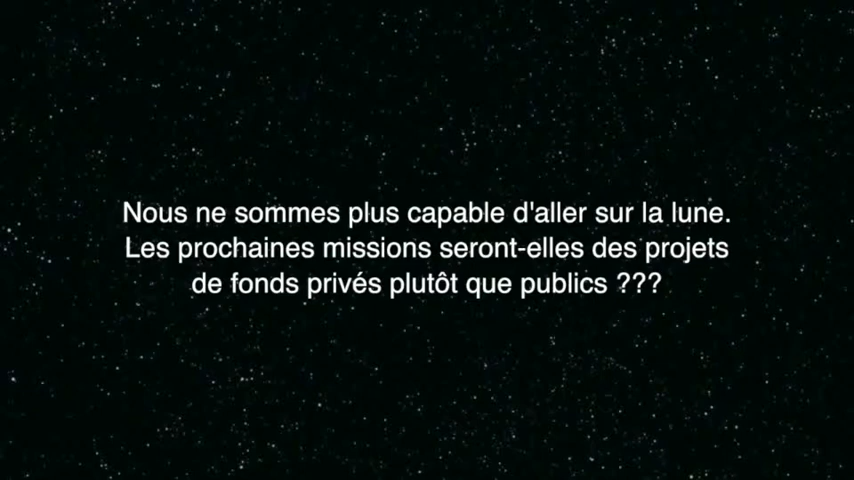 Nous ne sommes plus capable d'aller sur la lune.
Les prochaines missions seront-elles des projets
de fonds privés plutôt que publics ???